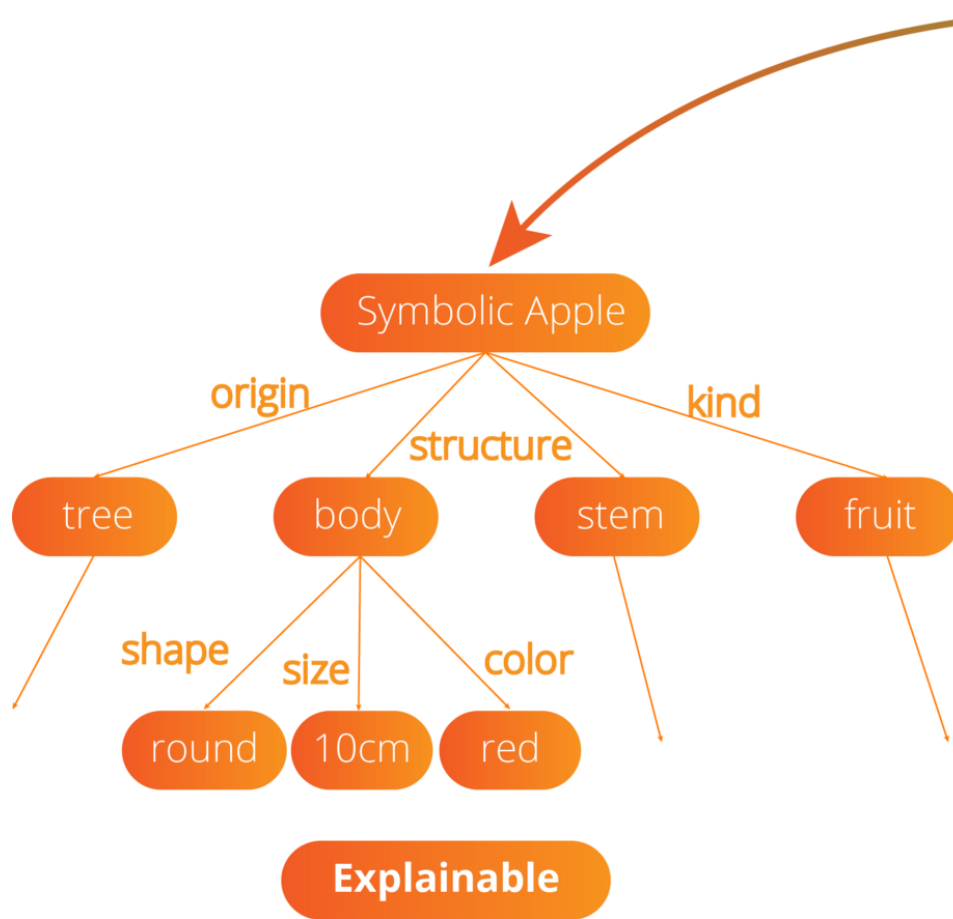 Symbolic Apple
origin
kind
structure
tree
body
stem
fruit
shape
size
color
round
10cm
red
Explainable